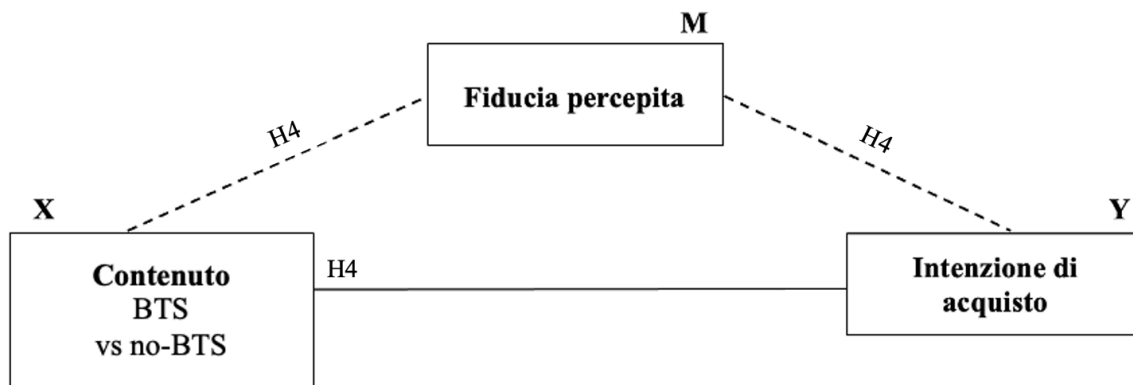 M
Fiducia percepita
H4
H4
X
Y
Contenuto
BTS
vs no-BTS
H4
Intenzione di
acquisto